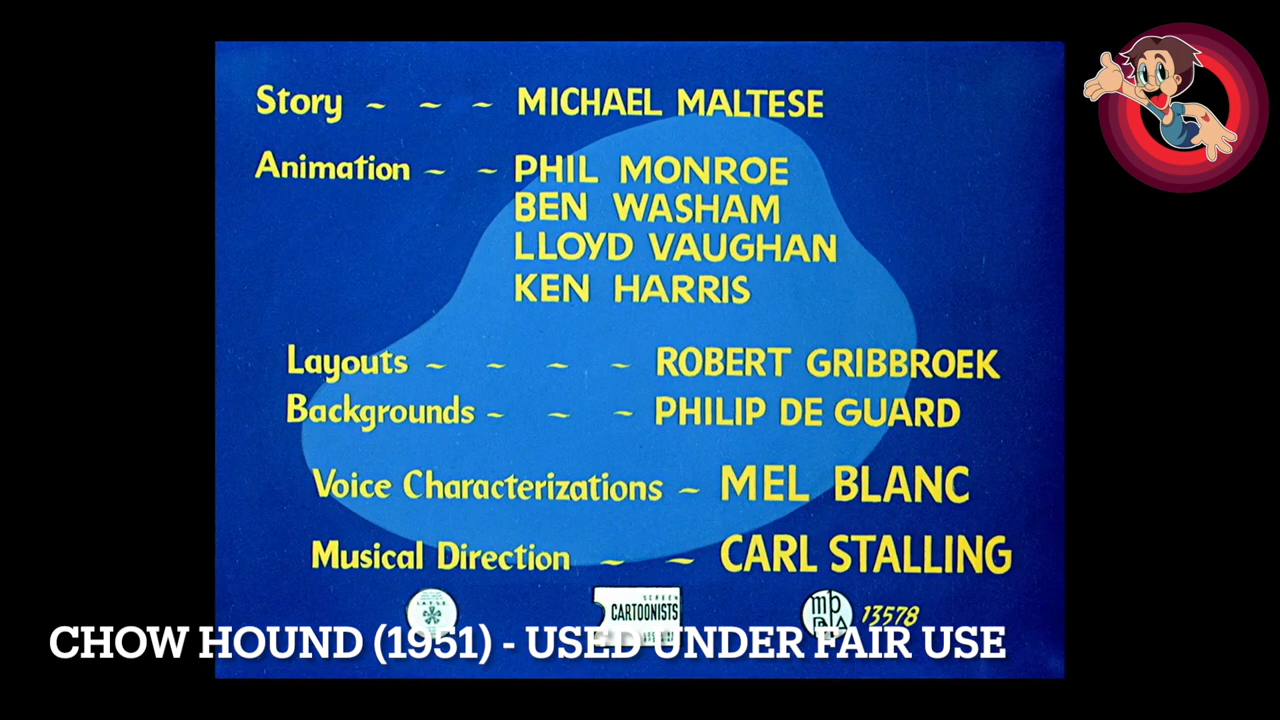 Story ~ ~ ~ MICHAEL MALTESE
Animation ~ ~ PHIL MONROE
BEN WASHAM
LLOYD VAUGHAN
KEN HARRIS
Layouts ~ ~ ~ ~ ROBERT GRIBBROEK
Backgrounds ~ ~ ~ PHILIP DE GUARD
Voice Characterizations ~ MEL BLANC
Musical Direction ~ ~ CARL STALLING
SCREEN
CARTOONISTS
13578
CHOW HOUND (1951) - USED UNDER FAIR USE